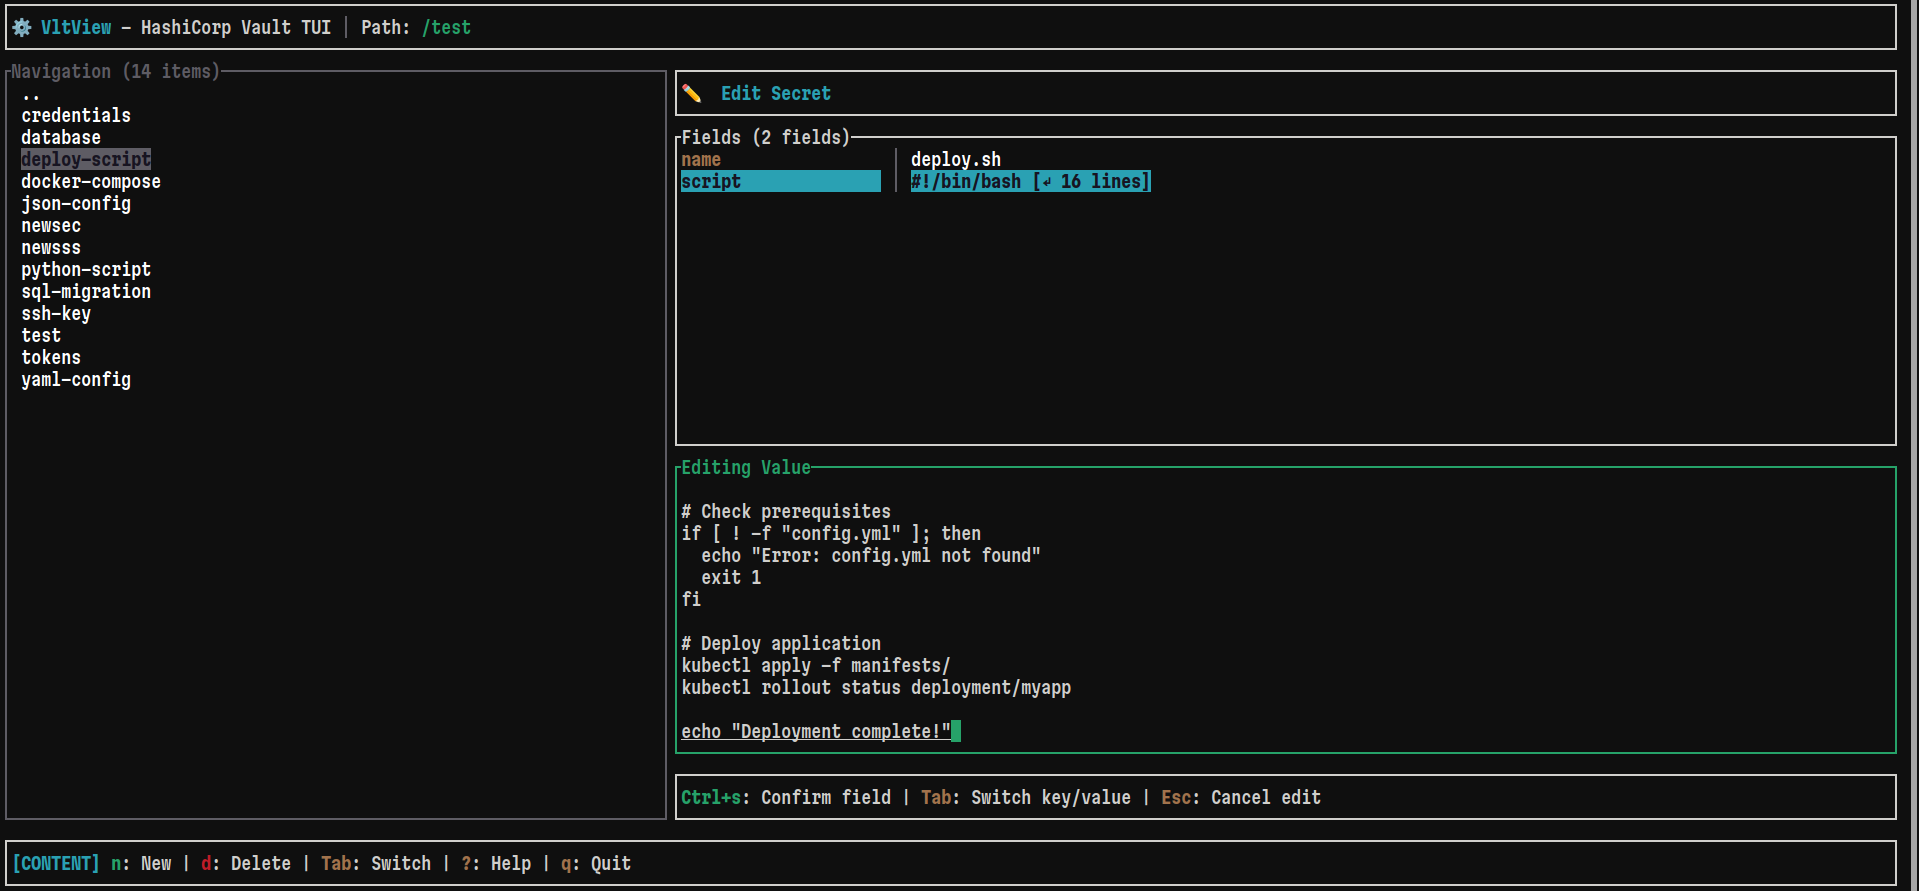 VltView – HashiCorp Vault TUI │ Path: /test
Navigation (14 items)
..
credentials
database
deploy-script
docker-compose
json-config
newsec
newsss
python-script
sql-migration
ssh-key
test
tokens
yaml-config
Edit Secret
Fields (2 fields)
name │ deploy.sh
script │ #!/bin/bash [↲ 16 lines]
Editing Value
# Check prerequisites
if [ ! -f "config.yml" ]; then
  echo "Error: config.yml not found"
  exit 1
fi
# Deploy application
kubectl apply -f manifests/
kubectl rollout status deployment/myapp
echo "Deployment complete!"
Ctrl+s: Confirm field | Tab: Switch key/value | Esc: Cancel edit
[CONTENT] n: New | d: Delete | Tab: Switch | ?: Help | q: Quit